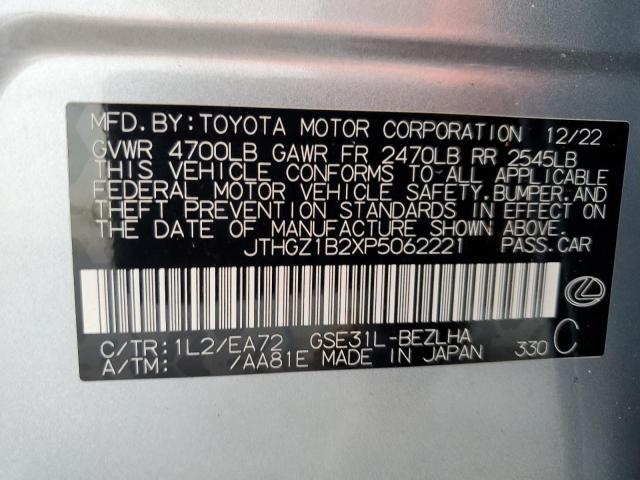 MFD.BY:TOYOTA MOTOR CORPORATION 12/22
GVWR 4700LB GAWR FR 2470LB RR 2545LB
THIS VEHICLE CONFORMS TO ALL APPLICABLE
FEDERAL MOTOR VEHICLE SAFETY,BUMPER,AND
THEFT PREVENTION STANDARDS IN EFFECT ON
THE DATE OF MANUFACTURE SHOWN ABOVE.
JTHGZ1B2XP5062221 PASS.CAR
C/TR:1L2/EA72 GSE31L-BEZLHA
A/TM: /AA81E MADE IN JAPAN 330 C